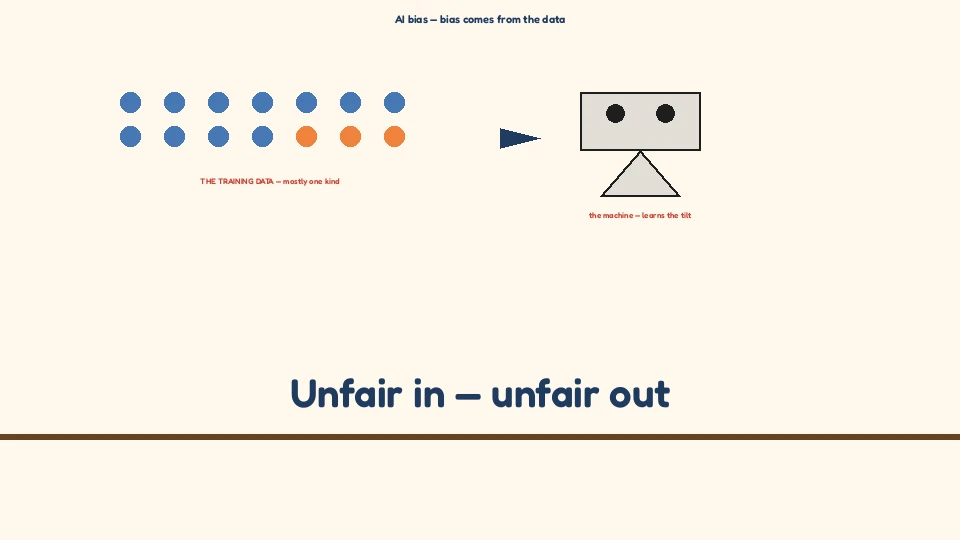 AI bias — bias comes from the data
THE TRAINING DATA — mostly one kind
the machine — learns the tilt
Unfair in — unfair out